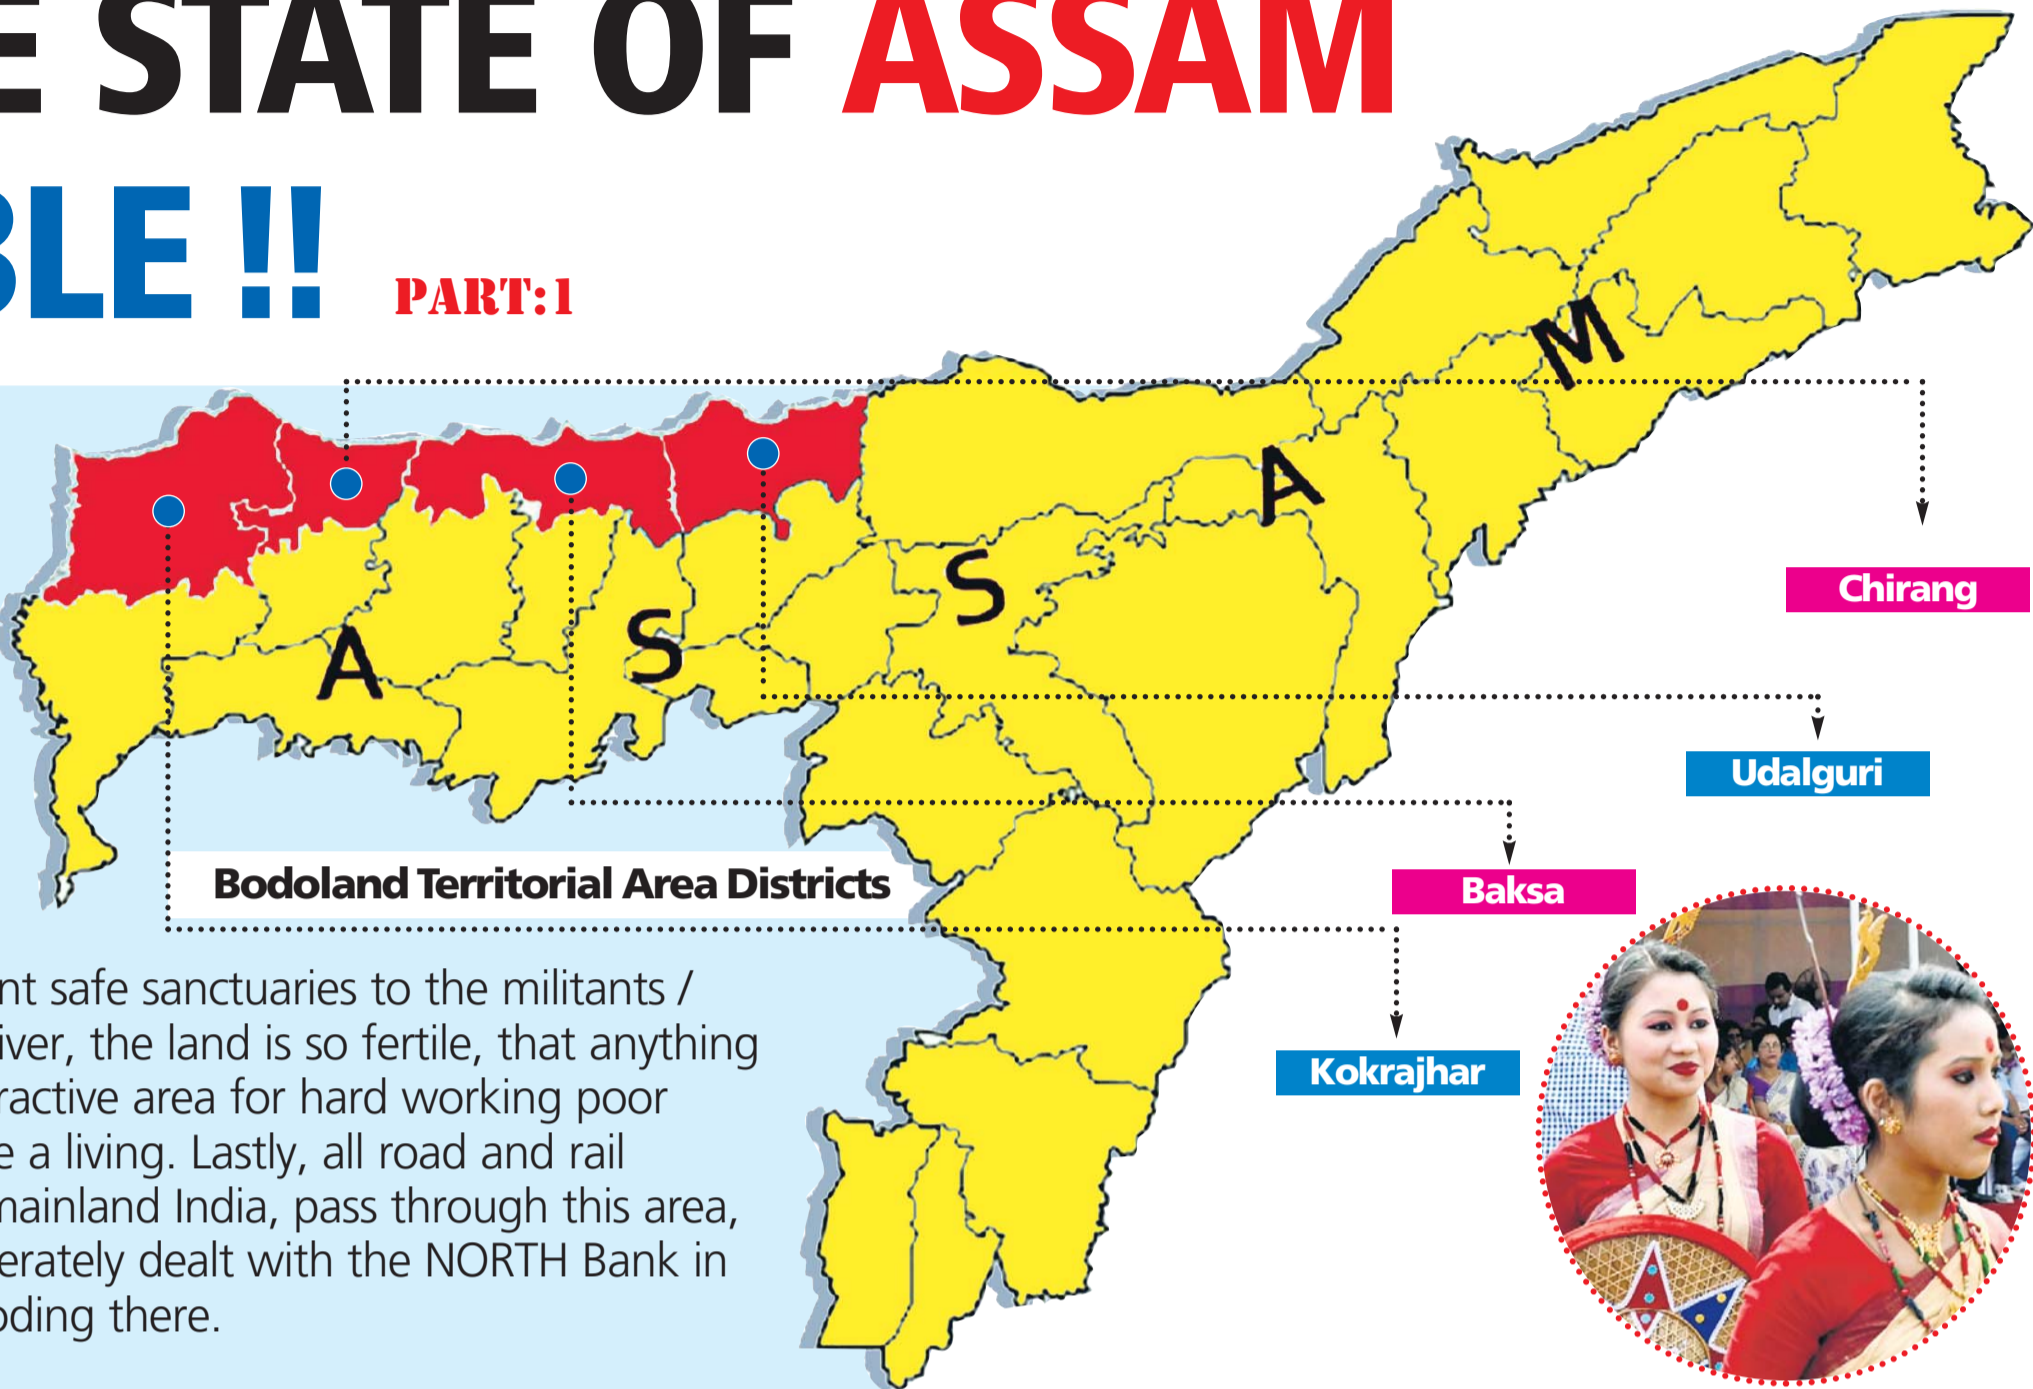 E STATE OF ASSAM
BLE !!
PART:1
A S S A M
Chirang
Udalguri
Baksa
Kokrajhar
Bodoland Territorial Area Districts
nt safe sanctuaries to the militants /
iver, the land is so fertile, that anything
ractive area for hard working poor
e a living. Lastly, all road and rail
mainland India, pass through this area,
erately dealt with the NORTH Bank in
oding there.